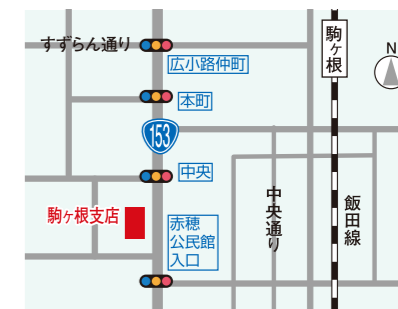 すずらん通り
広小路仲町
駒ヶ根
N
本町
153
中央
駒ヶ根支店
赤穂
公民館
入口
中央通り
飯田線